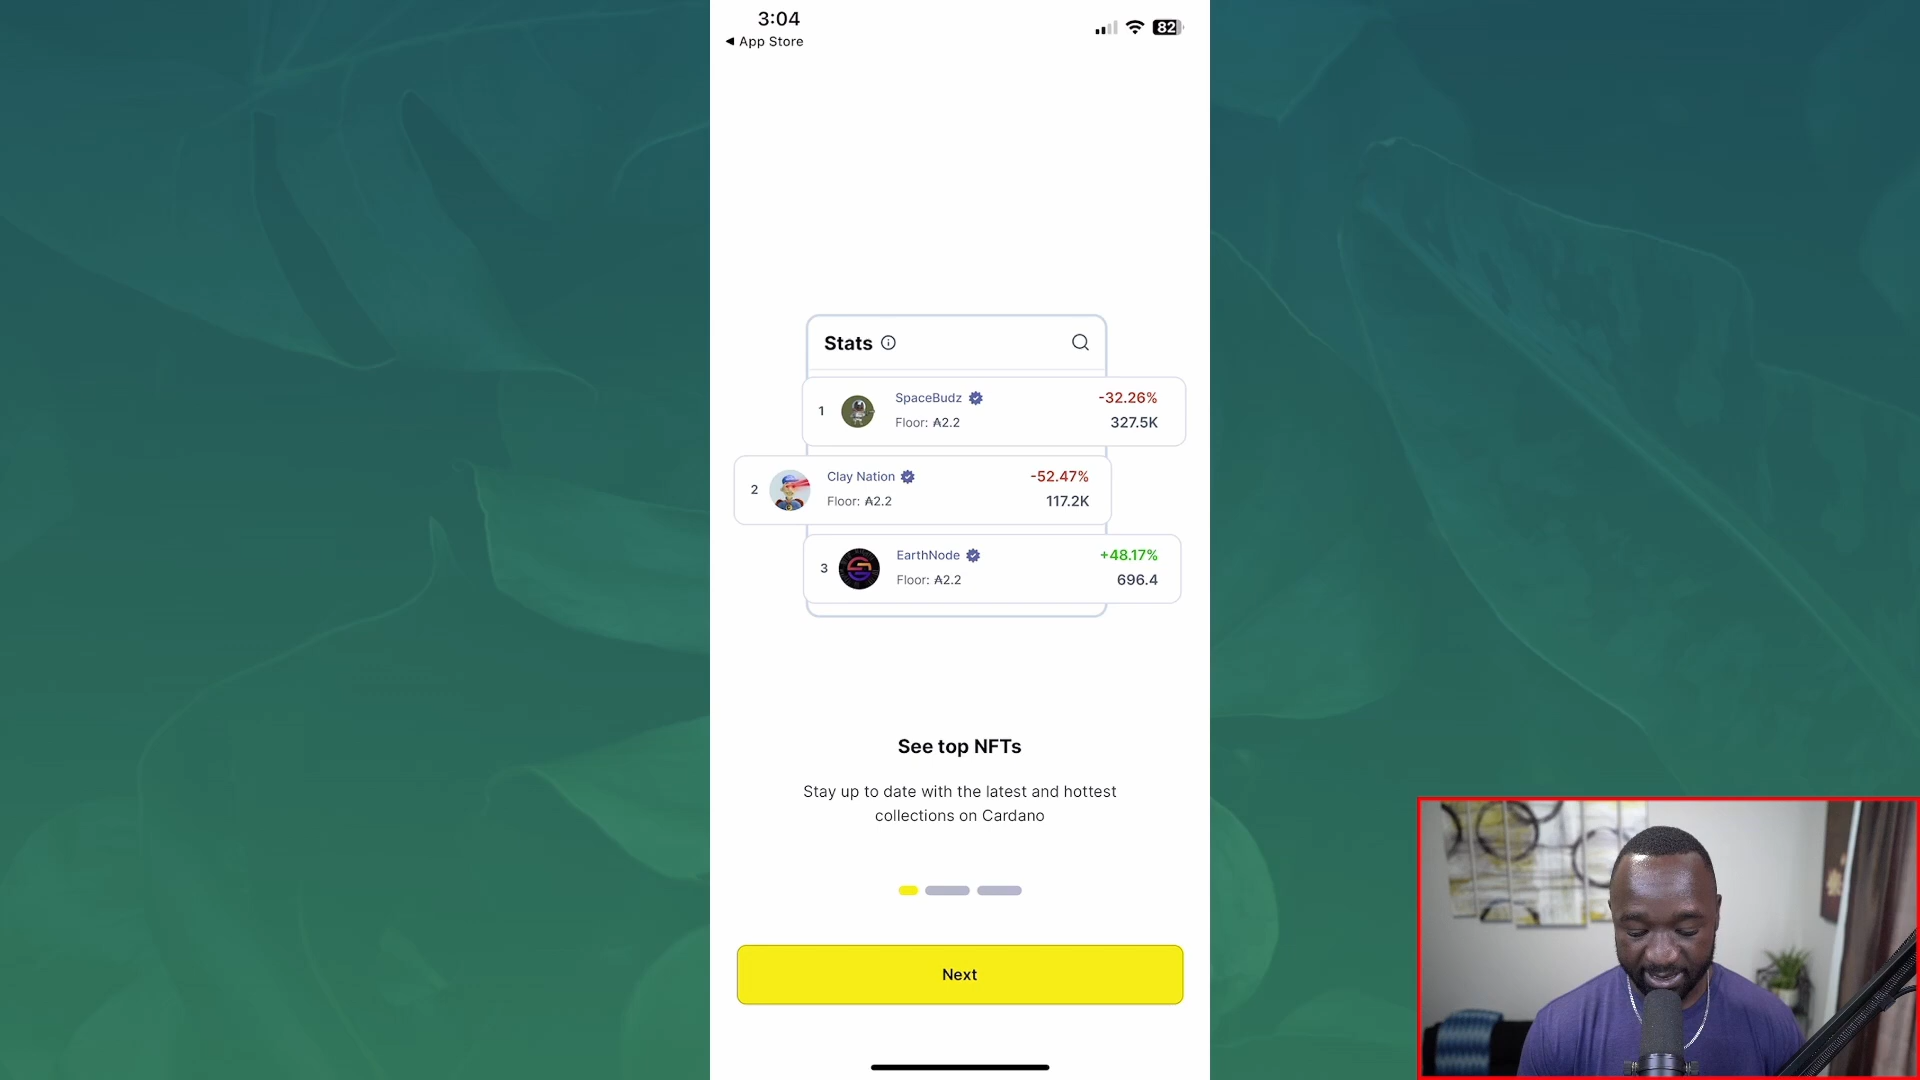 3:04
82
◀ App Store
Stats
1
SpaceBudz
-32.26%
Floor: ₳2.2
327.5K
2
Clay Nation
-52.47%
Floor: ₳2.2
117.2K
3
EarthNode
+48.17%
Floor: ₳2.2
696.4
See top NFTs
Stay up to date with the latest and hottest
collections on Cardano
Next